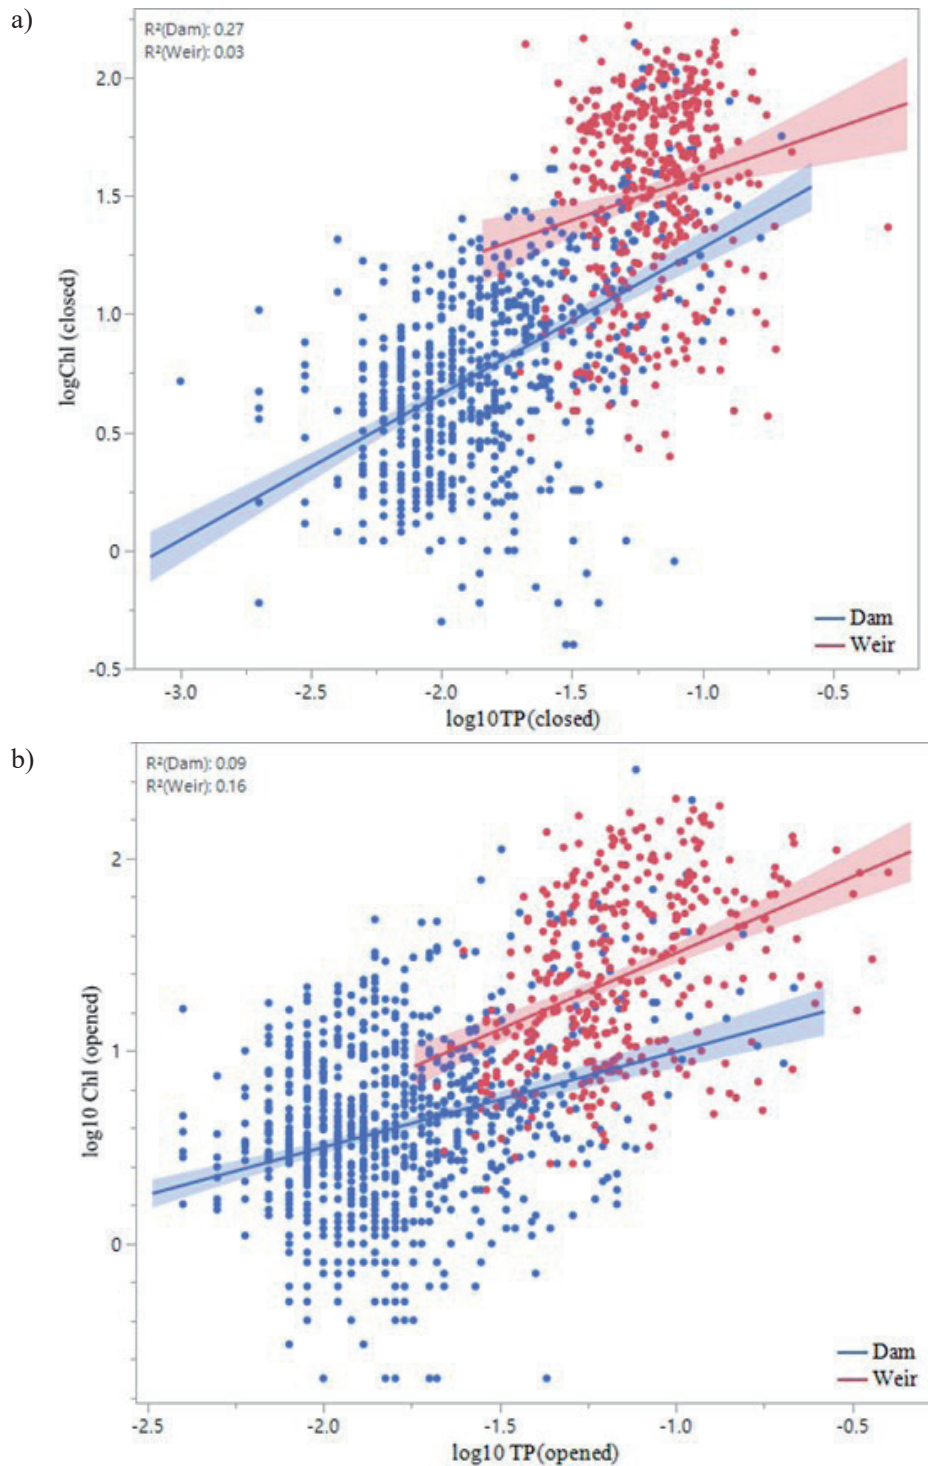 a)
R²(Dam): 0.27
R²(Weir): 0.03
2.0
1.5
1.0
0.5
0
-0.5
logChl (closed)
Dam
Weir
-3.0 -2.5 -2.0 -1.5 -1.0 -0.5
log10TP(closed)
b)
R²(Dam): 0.09
R²(Weir): 0.16
2
1
0
log10 Chl (opened)
Dam
Weir
-2.5 -2.0 -1.5 -1.0 -0.5
log10 TP(opened)